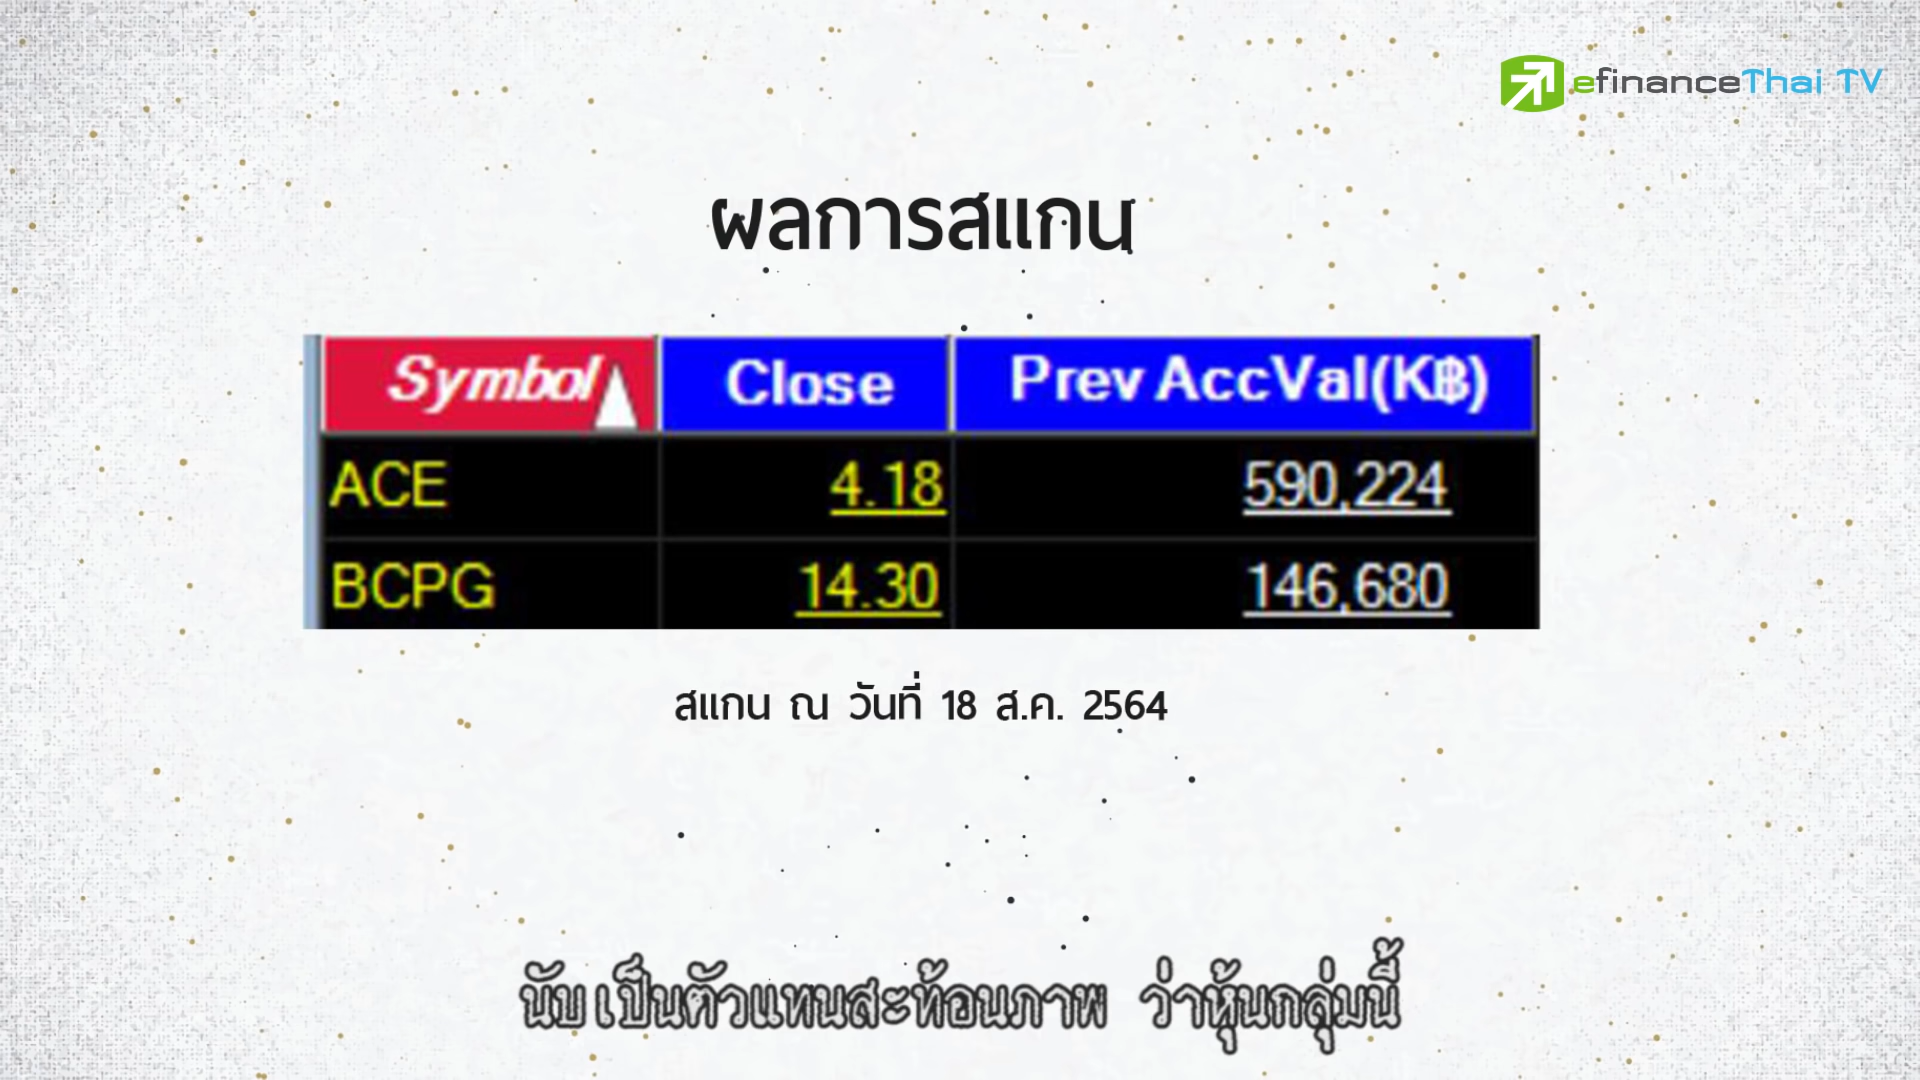 efinanceThai TV
ผลการสแกน
Symbol Close Prev AccVal(K฿)
ACE 4.18 590,224
BCPG 14.30 146,680
สแกน ณ วันที่ 18 ส.ค. 2564
นับเป็นตัวแทนสะท้อนภาพ ว่าหุ้นกลุ่มนี้